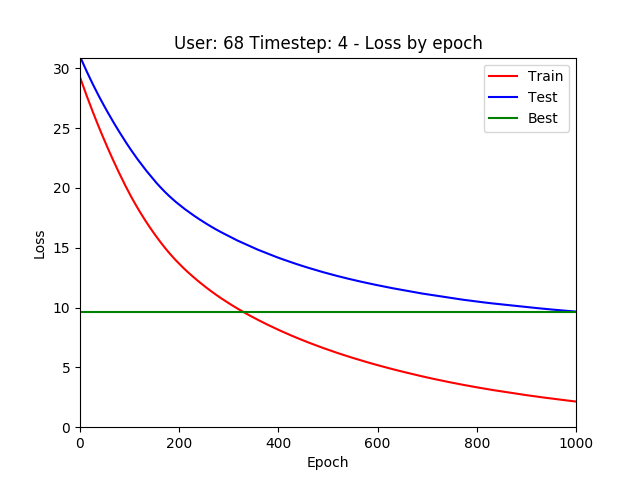 User: 68 Timestep: 4 - Loss by epoch
Train
Test
Best
Loss
30
25
20
15
10
5
0
0 200 400 600 800 1000
Epoch